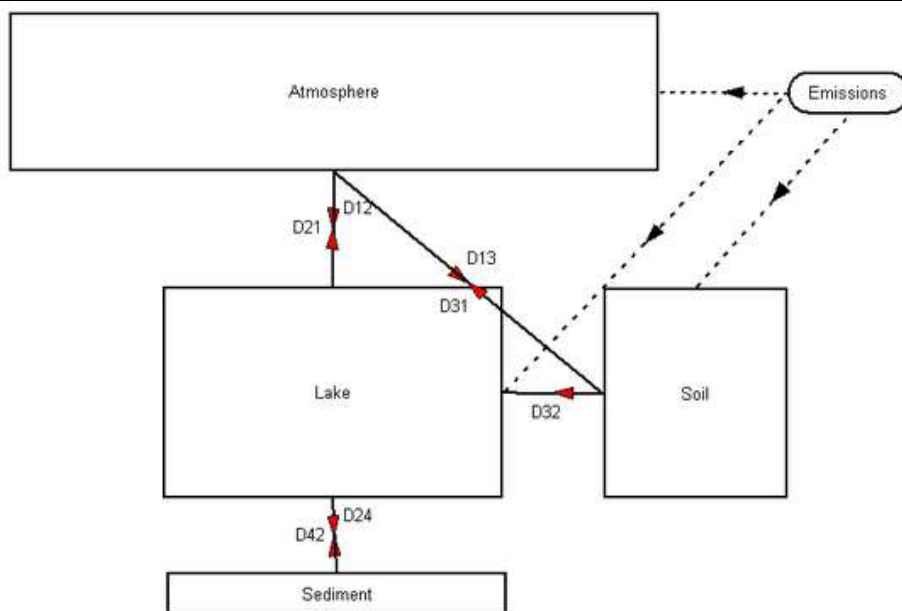 Atmosphere
Emissions
D12
D21
D13
D31
Lake
Soil
D32
D24
D42
Sediment